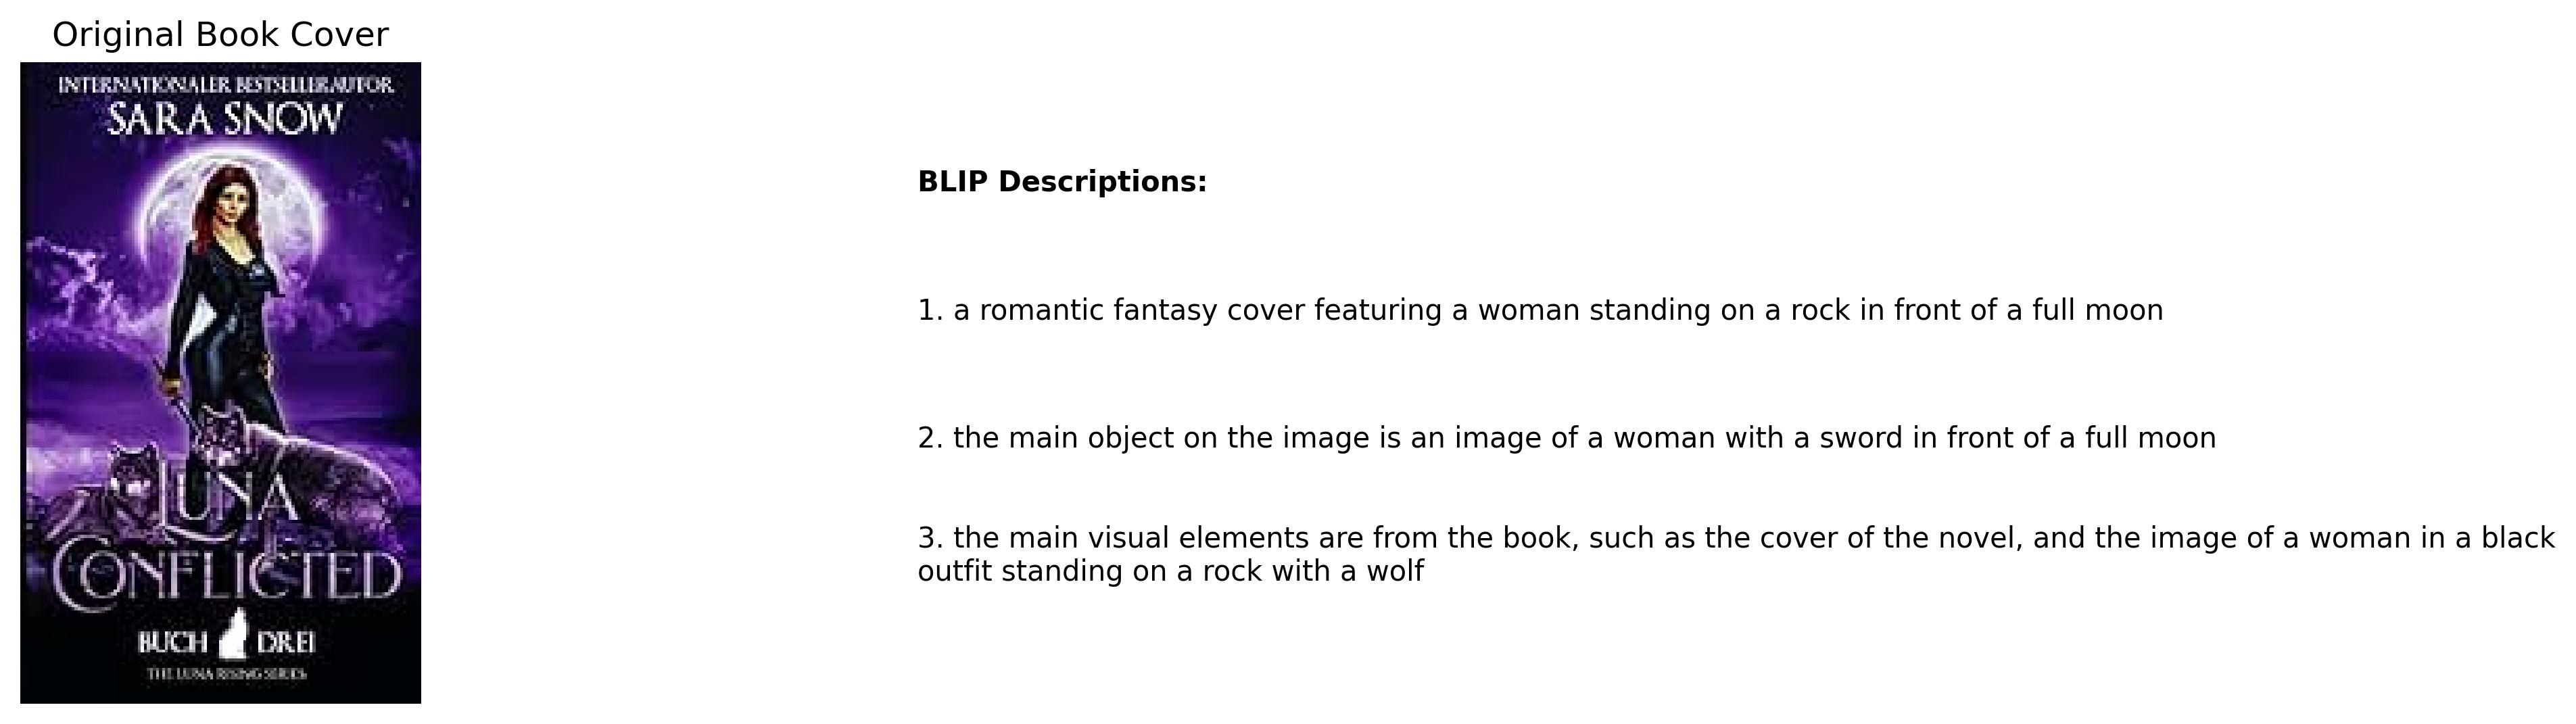 Original Book Cover
INTERNATIONALER BESTSELLERAUTOR
SARA SNOW
LUNA
CONFLICTED
BUCH DREI
THE LUNA RISING SERIES
BLIP Descriptions:
1. a romantic fantasy cover featuring a woman standing on a rock in front of a full moon
2. the main object on the image is an image of a woman with a sword in front of a full moon
3. the main visual elements are from the book, such as the cover of the novel, and the image of a woman in a black
outfit standing on a rock with a wolf